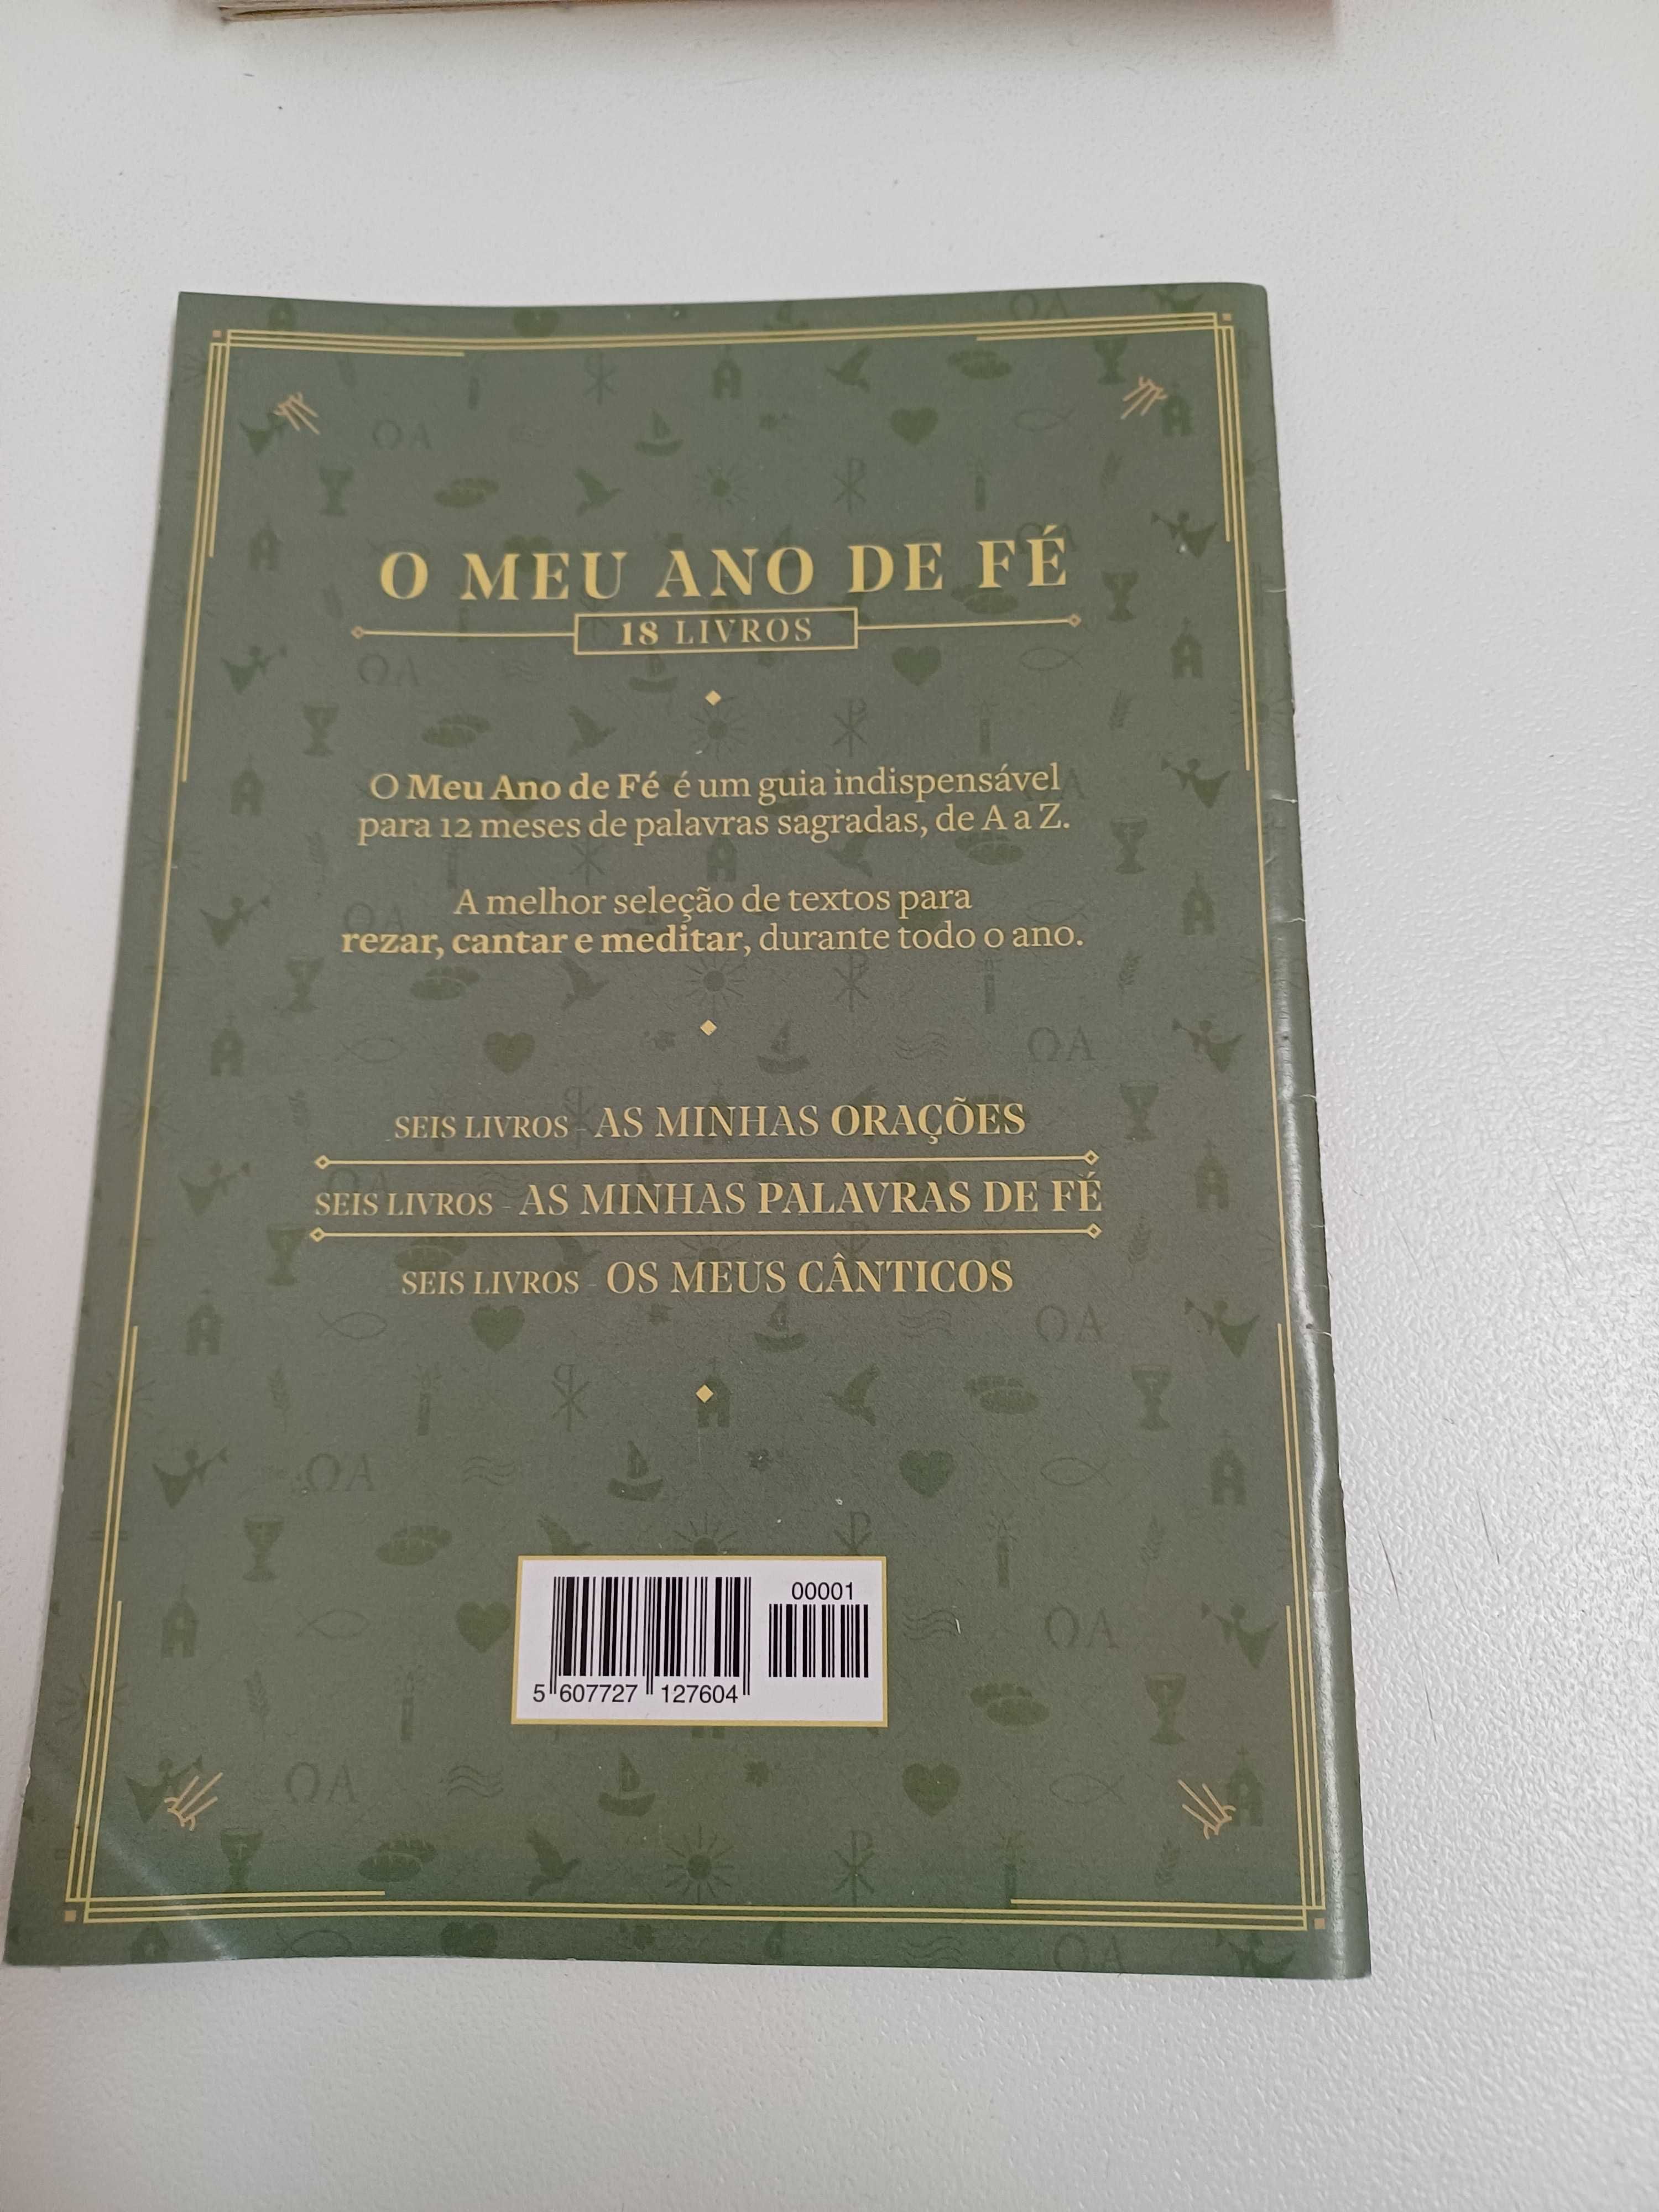 O MEU ANO DE FÉ
18 LIVROS
O Meu Ano de Fé é um guia indispensável
para 12 meses de palavras sagradas, de A a Z.
A melhor seleção de textos para
rezar, cantar e meditar, durante todo o ano.
SEIS LIVROS - AS MINHAS ORAÇÕES
SEIS LIVROS - AS MINHAS PALAVRAS DE FÉ
SEIS LIVROS - OS MEUS CÂNTICOS
00001
5 607727 127604